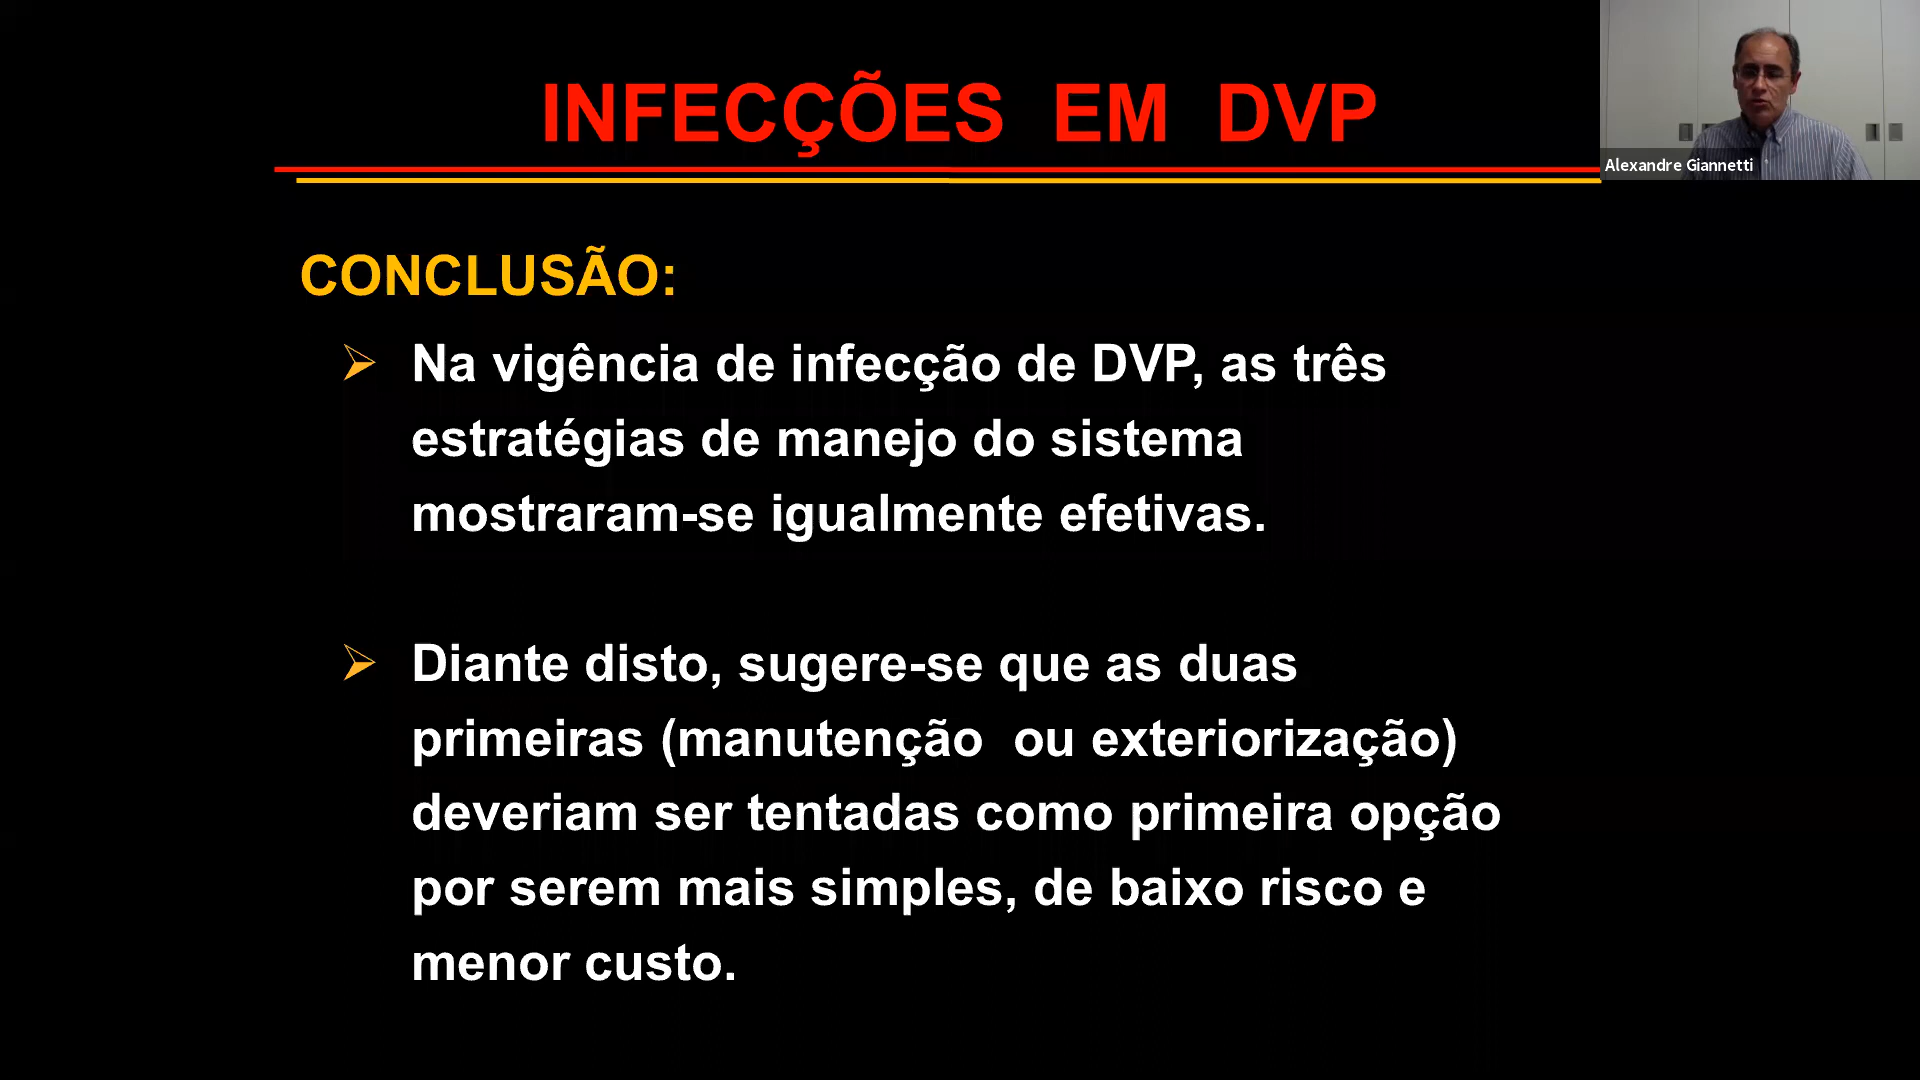 INFECÇÕES EM DVP
Alexandre Giannetti
CONCLUSÃO:
Na vigência de infecção de DVP, as três
estratégias de manejo do sistema
mostraram-se igualmente efetivas.
Diante disto, sugere-se que as duas
primeiras (manutenção ou exteriorização)
deveriam ser tentadas como primeira opção
por serem mais simples, de baixo risco e
menor custo.